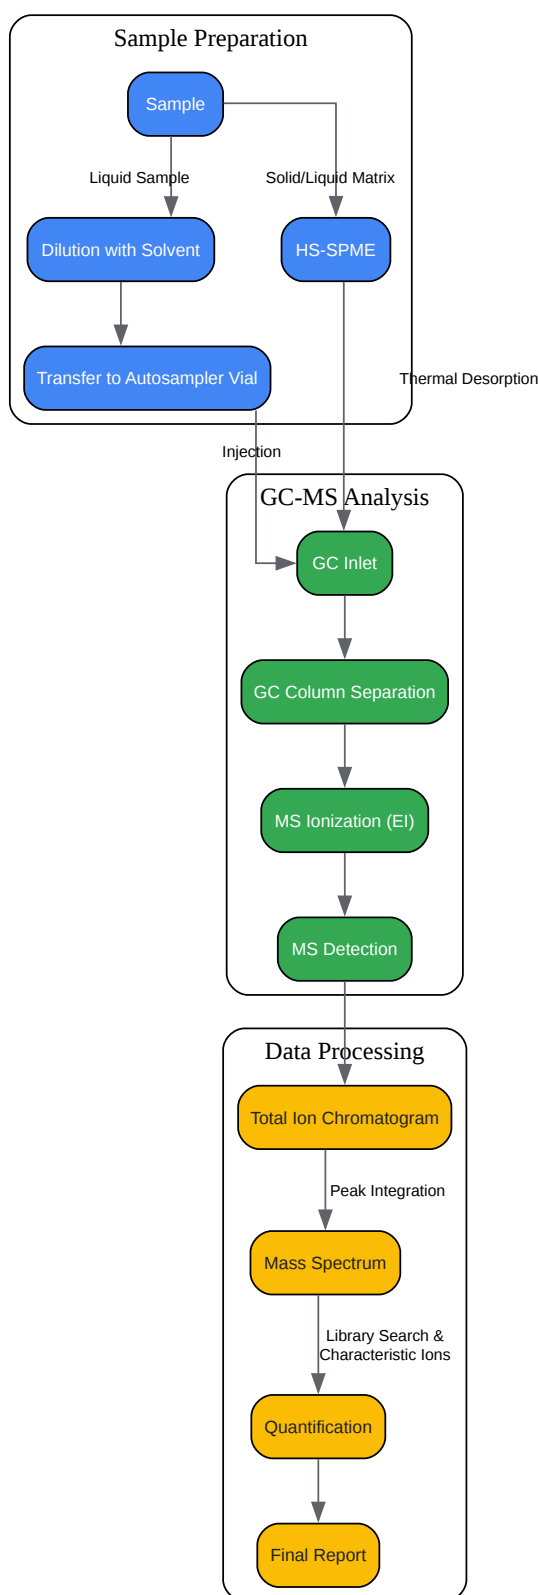 Sample Preparation
Sample
Liquid Sample
Solid/Liquid Matrix
Dilution with Solvent
HS-SPME
Transfer to Autosampler Vial
Thermal Desorption
Injection
GC-MS Analysis
GC Inlet
GC Column Separation
MS Ionization (EI)
MS Detection
Data Processing
Total Ion Chromatogram
Peak Integration
Mass Spectrum
Library Search &
Characteristic Ions
Quantification
Final Report